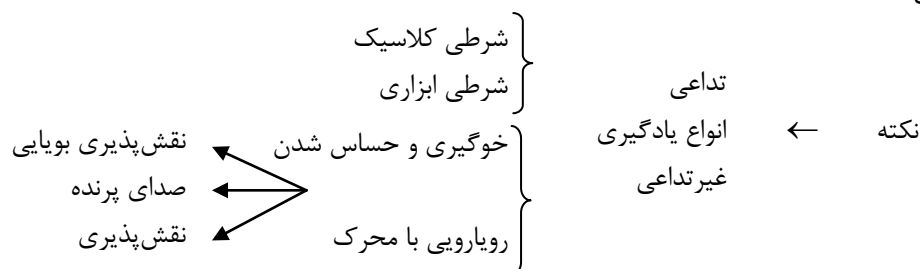 نکته ← انواع یادگیری
تداعی
شرطی کلاسیک
شرطی ابزاری
غیرتداعی
خوگیری و حساس شدن
رویارویی با محرک
نقش‌پذیری بویایی
صدای پرنده
نقش‌پذیری